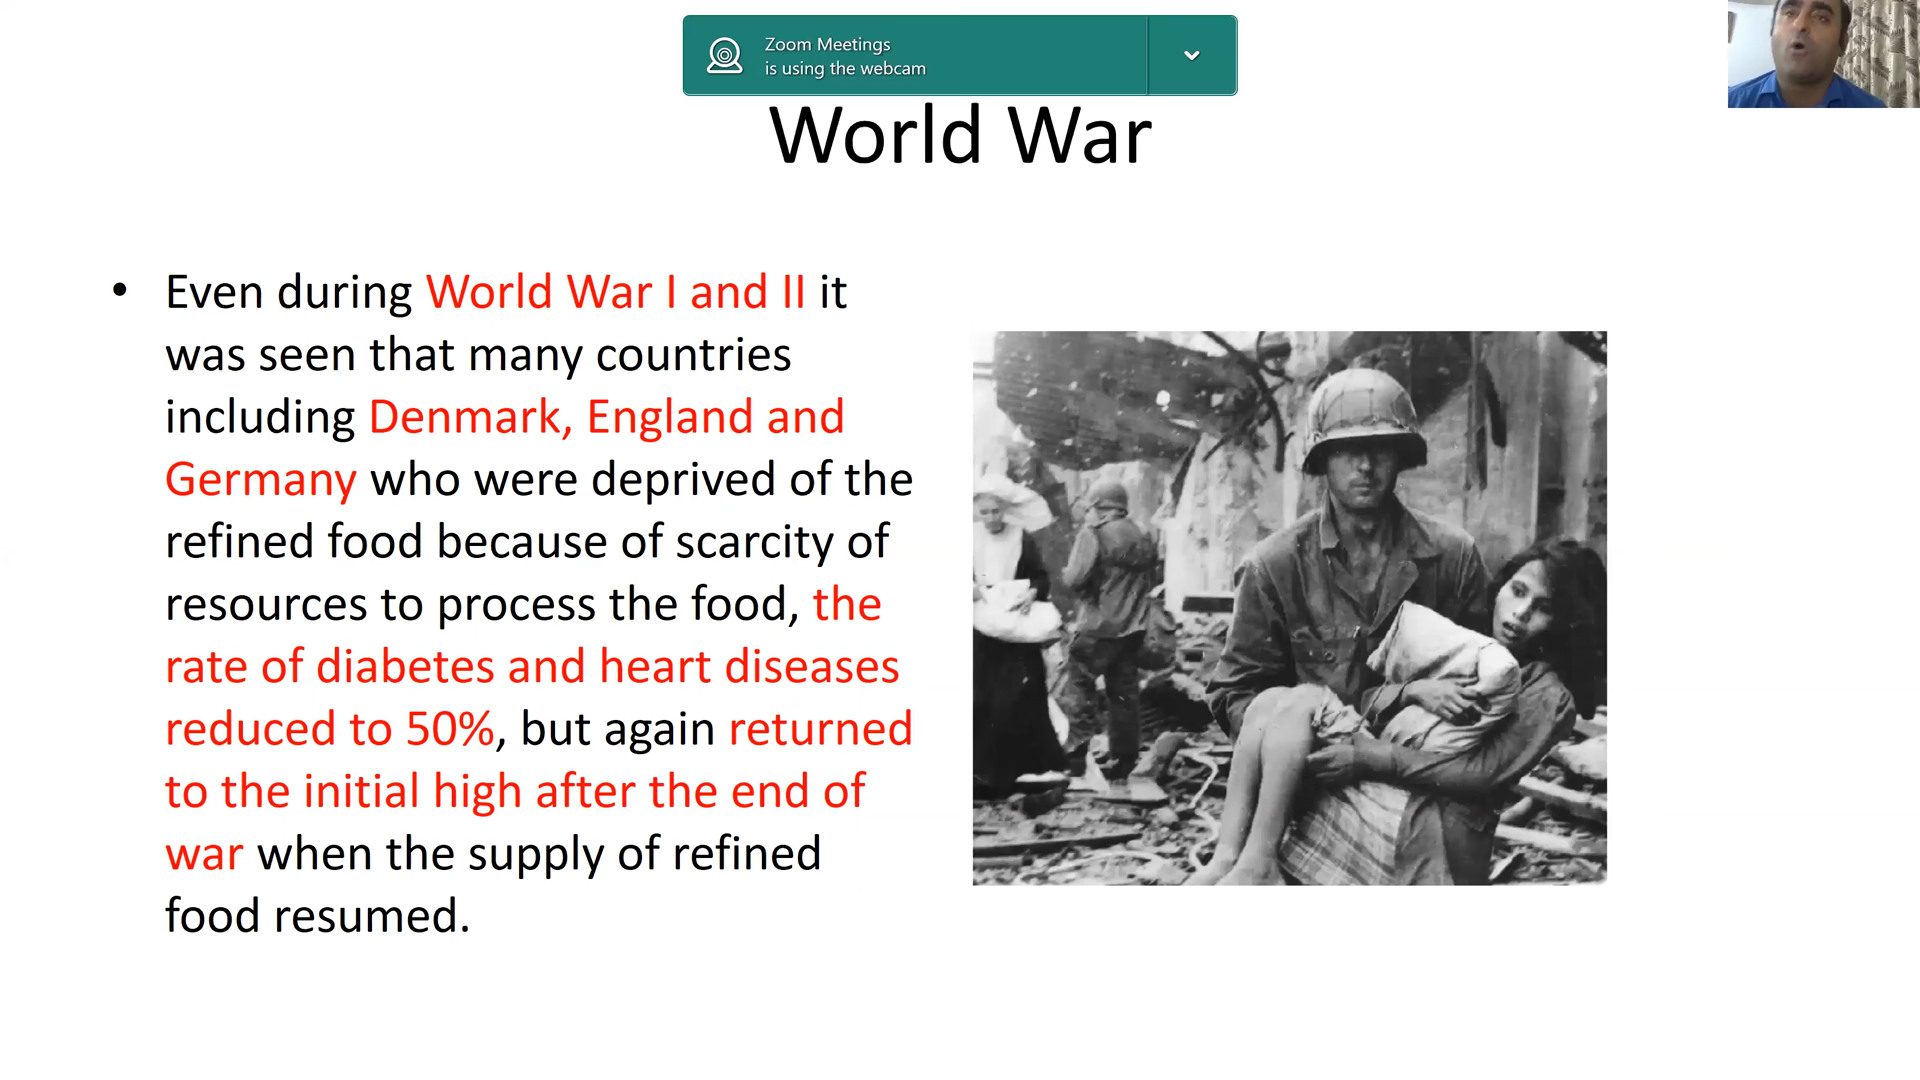 Zoom Meetings
is using the webcam
World War
• Even during World War I and II it
was seen that many countries
including Denmark, England and
Germany who were deprived of the
refined food because of scarcity of
resources to process the food, the
rate of diabetes and heart diseases
reduced to 50%, but again returned
to the initial high after the end of
war when the supply of refined
food resumed.